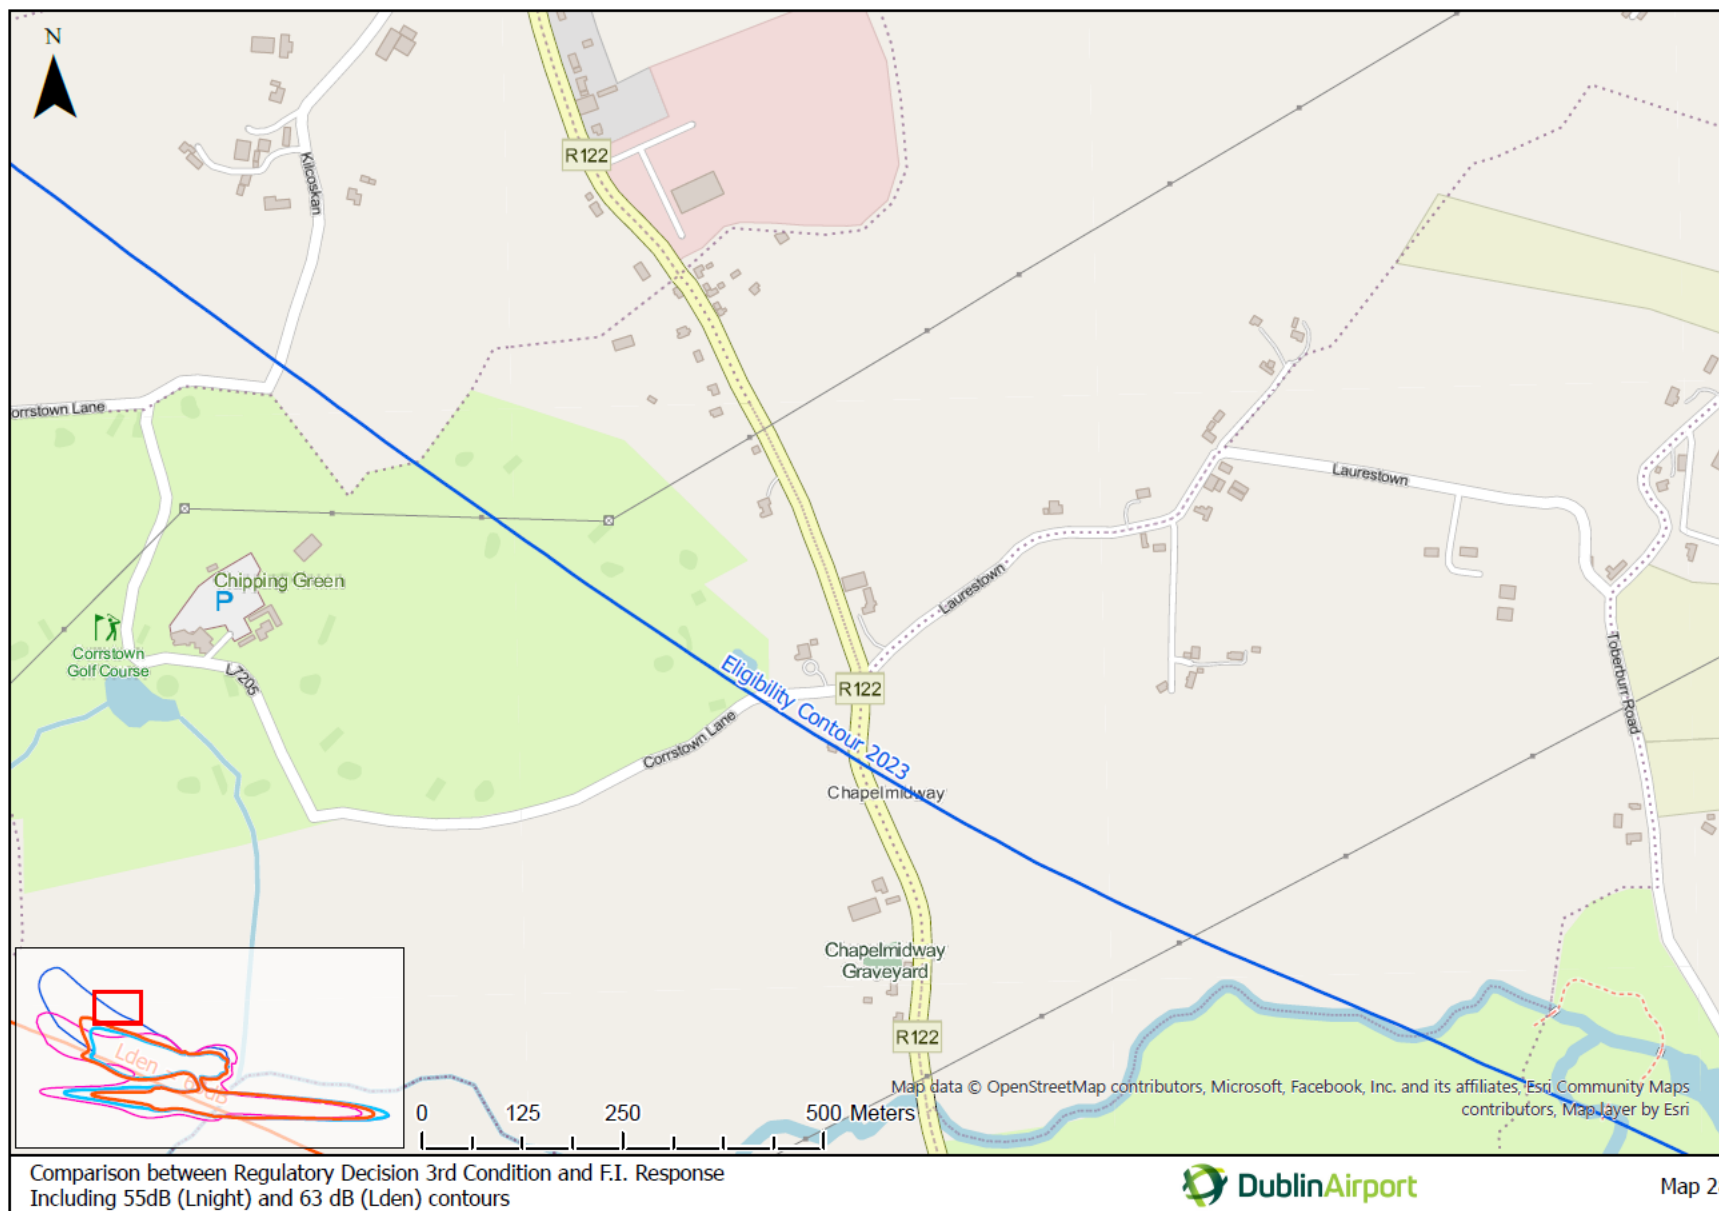 N
R122
Kilcoskan
orrstown Lane
Laurestown
Chipping Green
P
Laurestown
Corrstown
Golf Course
L7205
Toberburr Road
R122
Eligibility Contour 2023
Corrstown Lane
Chapelmidway
Chapelmidway
Graveyard
R122
Map data © OpenStreetMap contributors, Microsoft, Facebook, Inc. and its affiliates, Esri Community Maps
contributors, Map layer by Esri
0 125 250 500 Meters
Comparison between Regulatory Decision 3rd Condition and F.I. Response
Including 55dB (Lnight) and 63 dB (Lden) contours
DublinAirport
Map 2